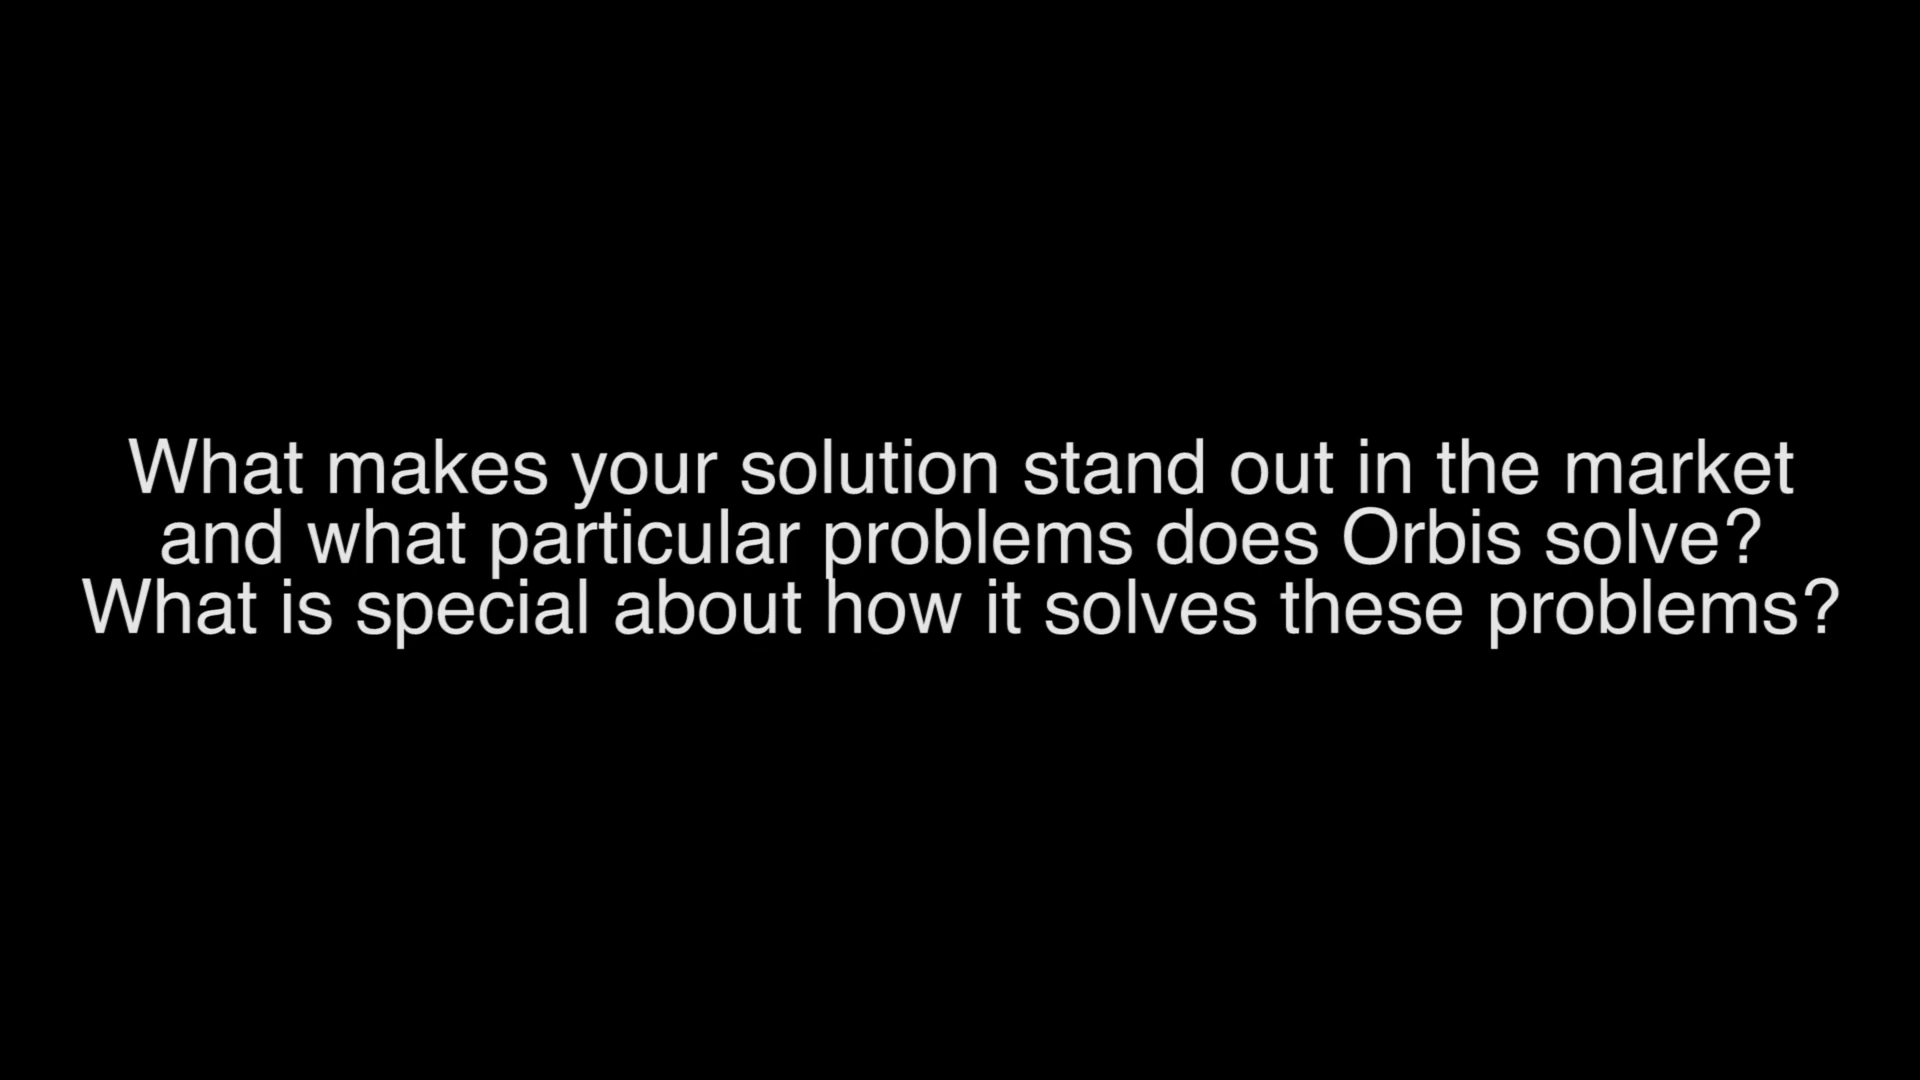 What makes your solution stand out in the market
and what particular problems does Orbis solve?
What is special about how it solves these problems?